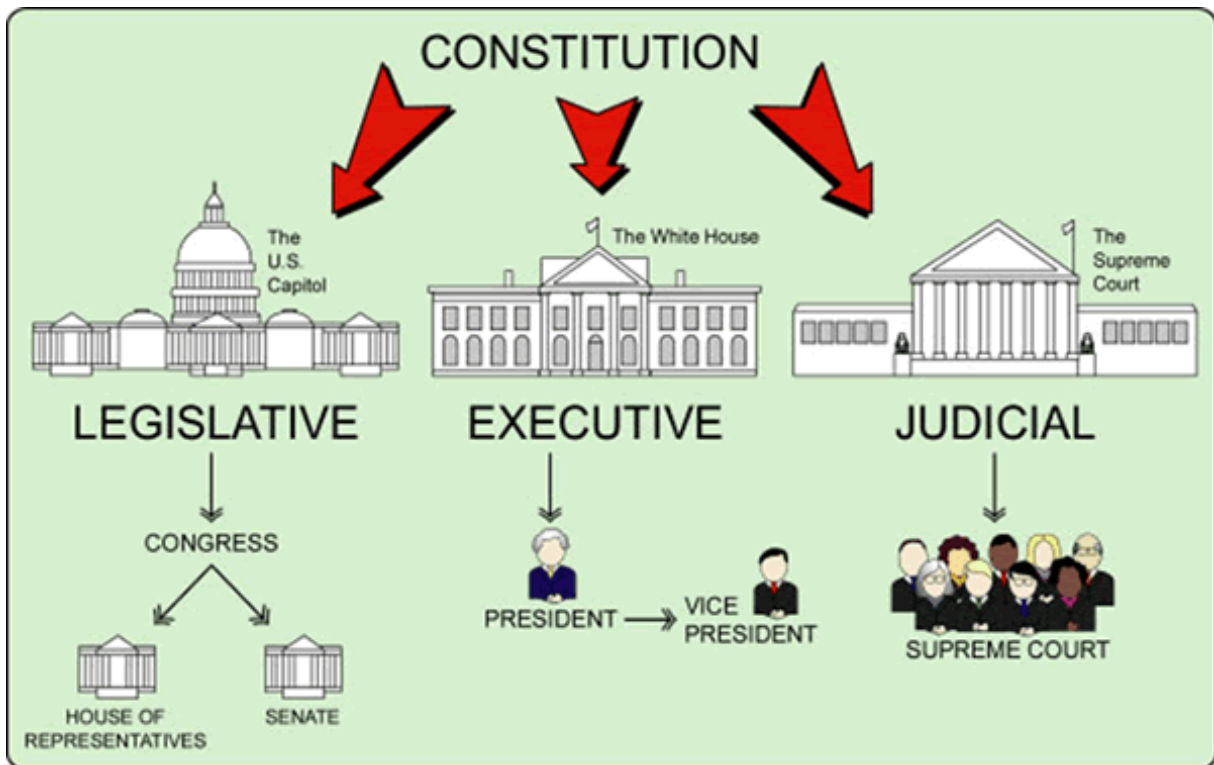 CONSTITUTION
The
U.S.
Capitol
The White House
The
Supreme
Court
LEGISLATIVE
EXECUTIVE
JUDICIAL
CONGRESS
HOUSE OF
REPRESENTATIVES
SENATE
PRESIDENT
VICE
PRESIDENT
SUPREME COURT